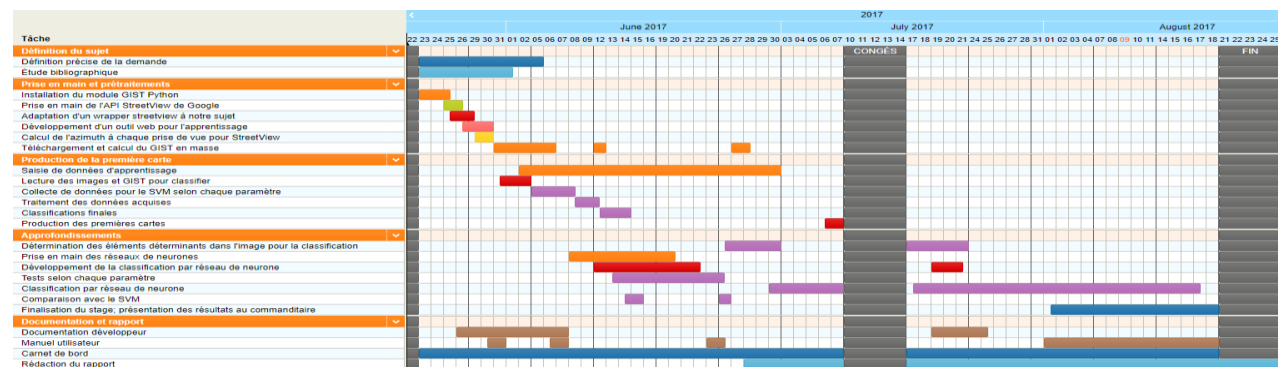 2017
June 2017 July 2017 August 2017
Tâche
22 23 24 25 26 29 30 31 01 02 05 06 07 08 09 12 13 14 15 16 19 20 21 22 23 26 27 28 29 30 03 04 05 06 07 10 11 12 13 14 17 18 19 20 21 24 25 26 27 28 31 01 02 03 04 07 08 09 10 11 14 15 16 17 18 21 22 23 24 25
Définition du sujet
CONGÉS
FIN
Définition précise de la demande
Étude bibliographique
Prise en main et prétraitements
Installation du module GIST Python
Prise en main de l'API StreetView de Google
Adaptation d'un wrapper streetview à notre sujet
Développement d'un outil web pour l'apprentissage
Calcul de l'azimuth à chaque prise de vue pour StreetView
Téléchargement et calcul du GIST en masse
Production de la première carte
Saisie de données d'apprentissage
Lecture des images et GIST pour classifier
Collecte de données pour le SVM selon chaque paramètre
Traitement des données acquises
Classifications finales
Production des premières cartes
Approfondissements
Détermination des éléments déterminants dans l'image pour la classification
Prise en main des réseaux de neurones
Développement de la classification par réseau de neurone
Tests selon chaque paramètre
Classification par réseau de neurone
Comparaison avec le SVM
Finalisation du stage; présentation des résultats au commanditaire
Documentation et rapport
Documentation développeur
Manuel utilisateur
Carnet de bord
Rédaction du rapport